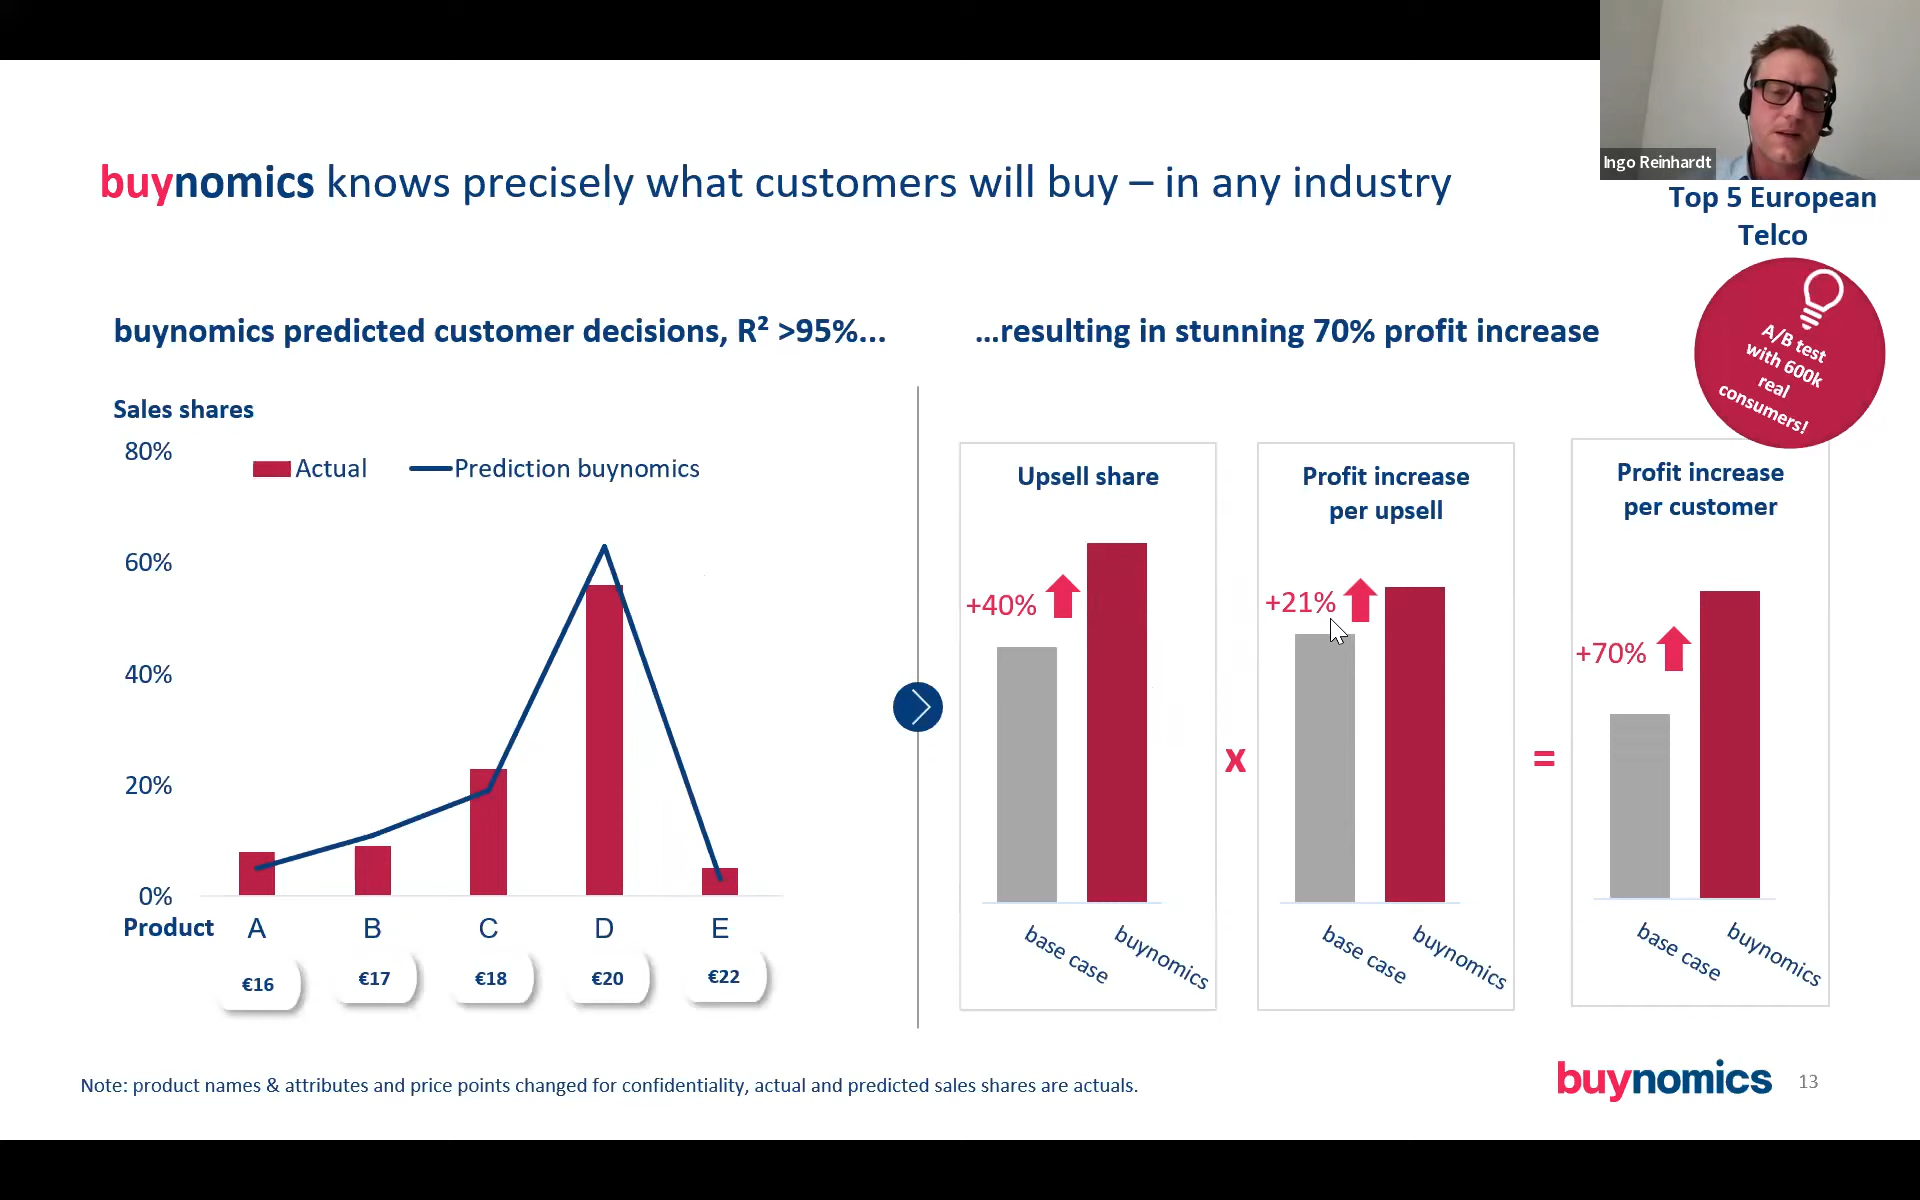 Ingo Reinhardt
buynomics knows precisely what customers will buy – in any industry
Top 5 European
Telco
A/B test
with 600k
real
consumers!
buynomics predicted customer decisions, R² >95%...
Sales shares
80%
60%
40%
20%
0%
Actual
Prediction buynomics
Product A B C D E
€16 €17 €18 €20 €22
...resulting in stunning 70% profit increase
Upsell share
+40%
base case
buynomics
x
Profit increase
per upsell
+21%
base case
buynomics
=
Profit increase
per customer
+70%
base case
buynomics
Note: product names & attributes and price points changed for confidentiality, actual and predicted sales shares are actuals.
buynomics 13